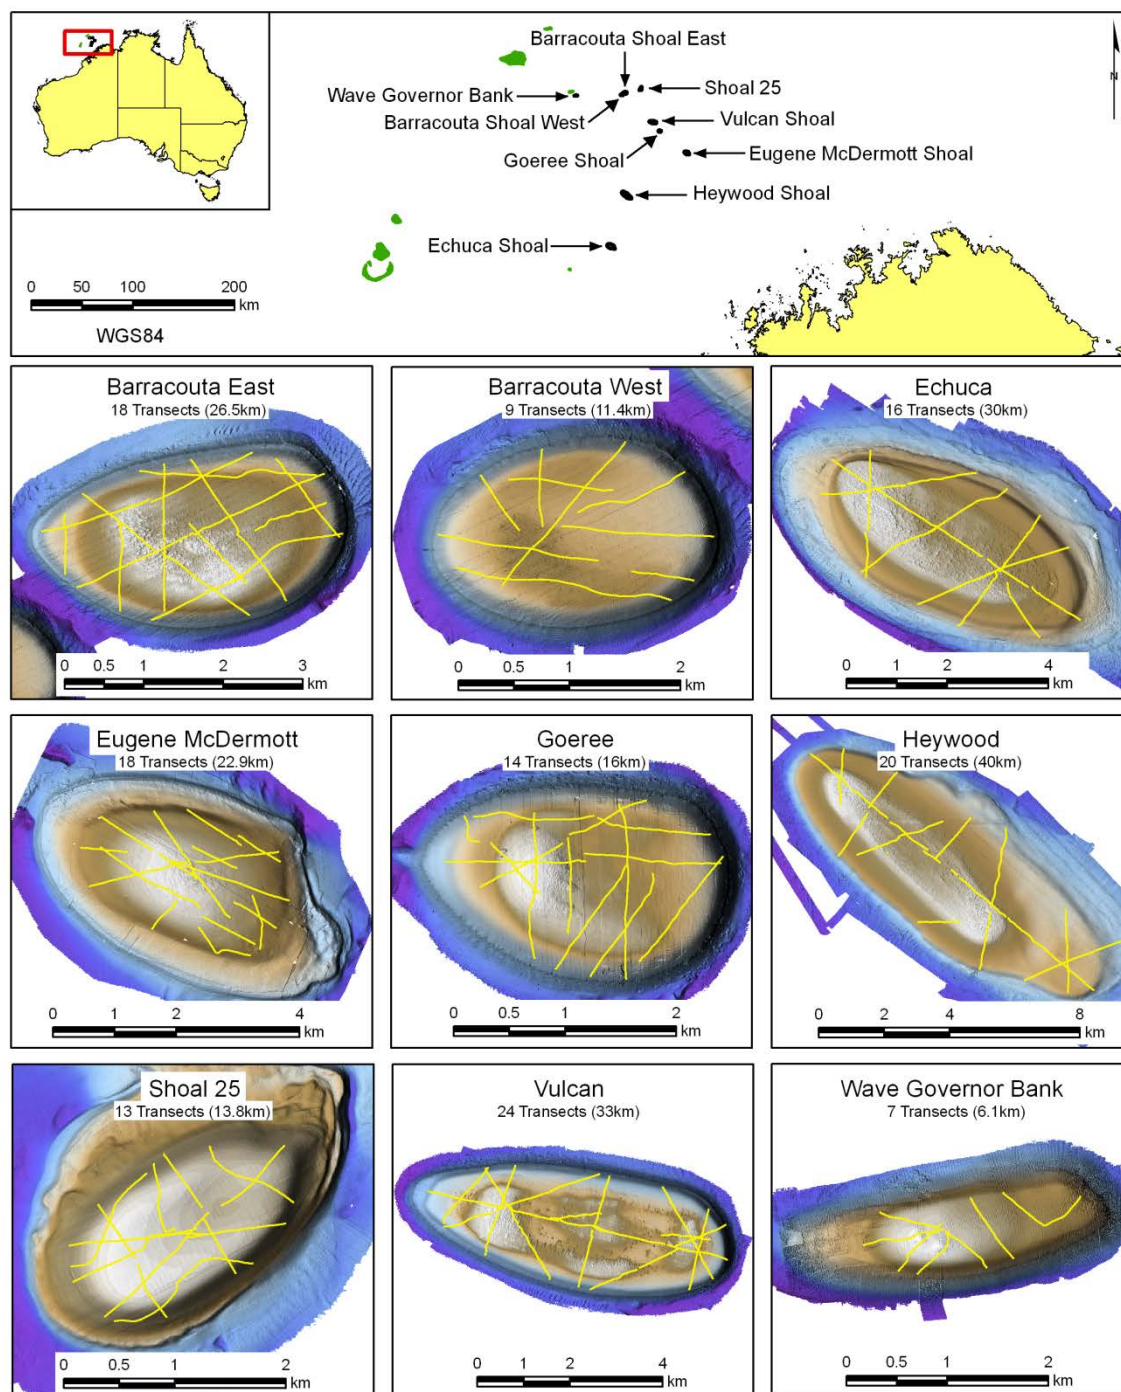 Barracouta Shoal East
Wave Governor Bank
Shoal 25
Barracouta Shoal West
Vulcan Shoal
Goeree Shoal
Eugene McDermott Shoal
Heywood Shoal
Echuca Shoal
N
0 50 100 200
km
WGS84
Barracouta East
18 Transects (26.5km)
0 0.5 1 2 3
km
Barracouta West
9 Transects (11.4km)
0 0.5 1 2
km
Echuca
16 Transects (30km)
0 1 2 4
km
Eugene McDermott
18 Transects (22.9km)
0 1 2 4
km
Goeree
14 Transects (16km)
0 0.5 1 2
km
Heywood
20 Transects (40km)
0 2 4 8
km
Shoal 25
13 Transects (13.8km)
0 0.5 1 2
km
Vulcan
24 Transects (33km)
0 1 2 4
km
Wave Governor Bank
7 Transects (6.1km)
0 0.5 1 2
km